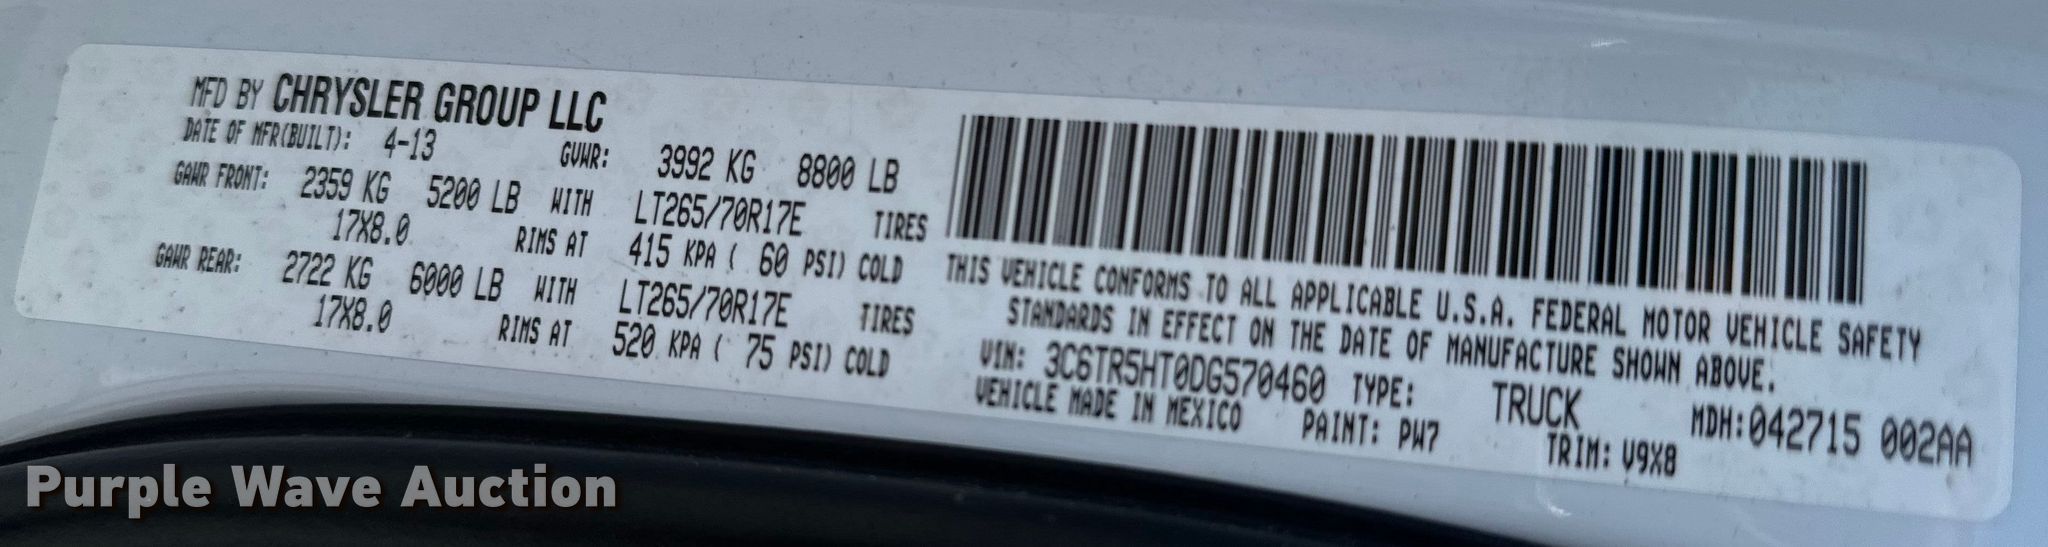 MFD BY CHRYSLER GROUP LLC
DATE OF MFR(BUILT): 4-13 GVWR: 3992 KG 8800 LB
GAWR FRONT: 2359 KG 5200 LB WITH LT265/70R17E TIRES
17X8.0 RIMS AT 415 KPA ( 60 PSI) COLD
GAWR REAR: 2722 KG 6000 LB WITH LT265/70R17E TIRES
17X8.0 RIMS AT 520 KPA ( 75 PSI) COLD
THIS VEHICLE CONFORMS TO ALL APPLICABLE U.S.A. FEDERAL MOTOR VEHICLE SAFETY
STANDARDS IN EFFECT ON THE DATE OF MANUFACTURE SHOWN ABOVE.
VIN: 3C6TR5HT0DG570460 TYPE: TRUCK MDH:042715 002AA
VEHICLE MADE IN MEXICO PAINT: PW7 TRIM: V9X8
Purple Wave Auction